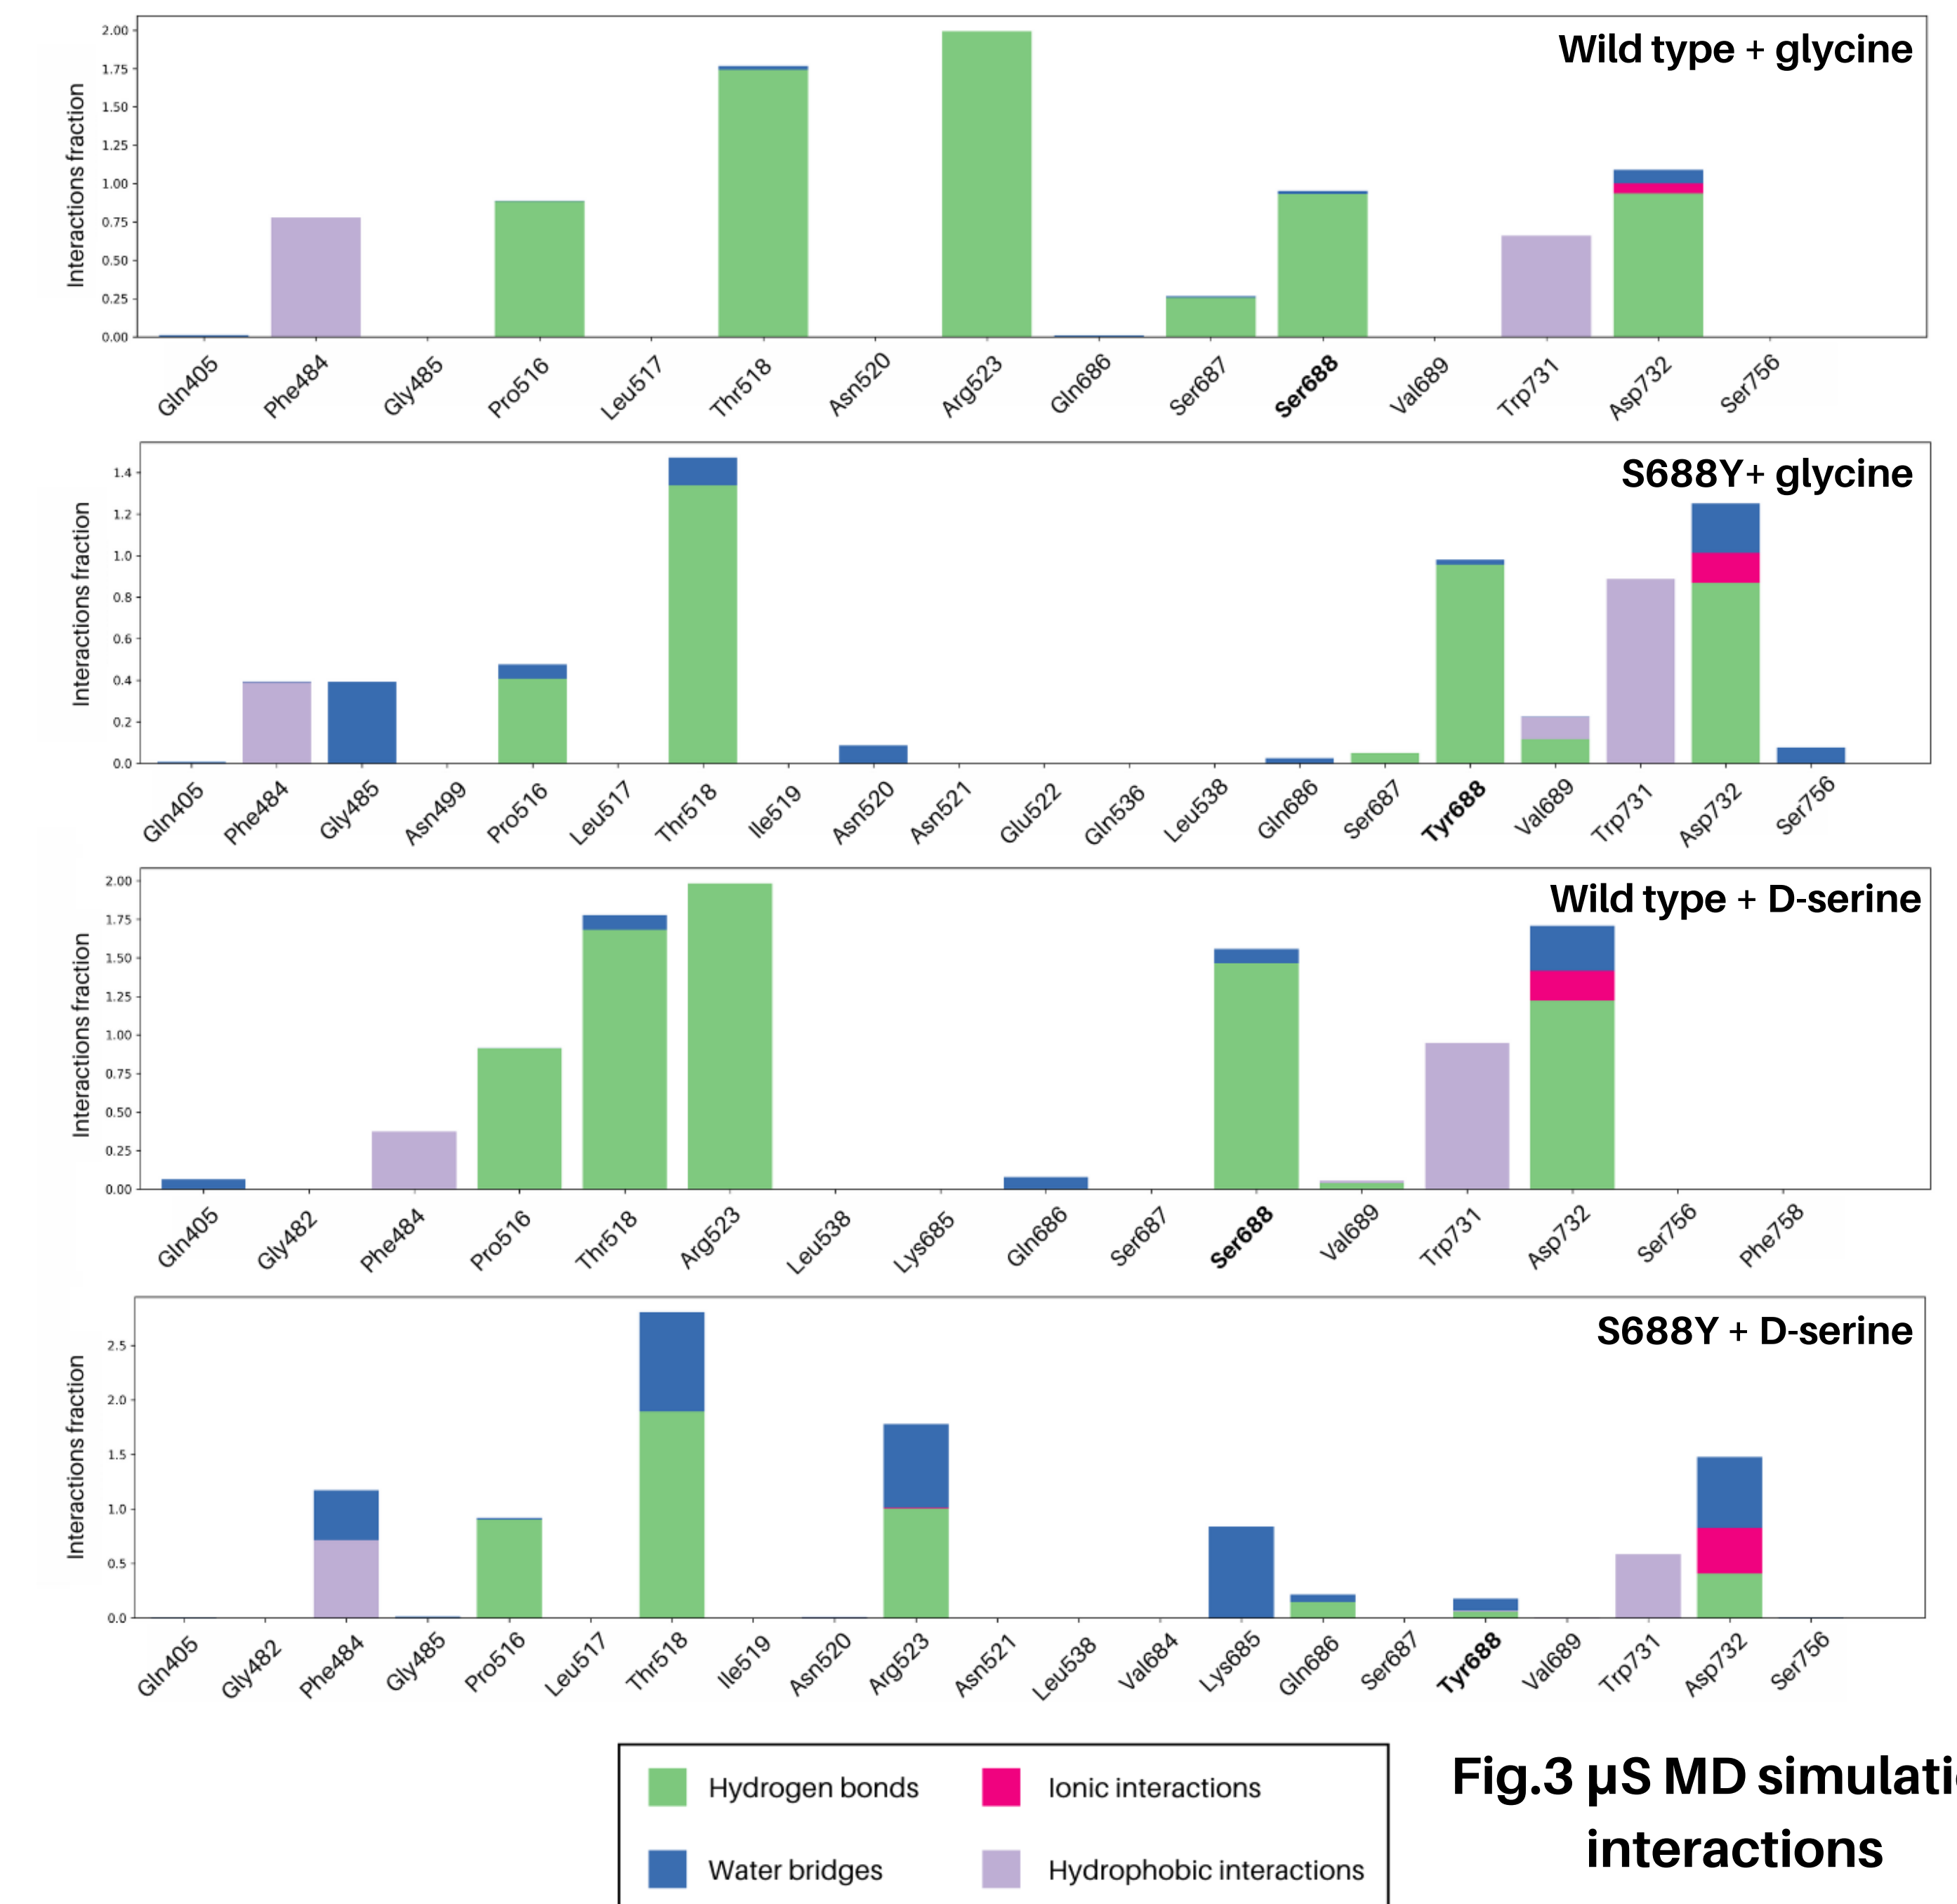 Wild type + glycine
Interactions fraction
2.00
1.75
1.50
1.25
1.00
0.75
0.50
0.25
0.00
Gln405 Phe484 Gly485 Pro516 Leu517 Thr518 Asn520 Arg523 Gln686 Ser687 Ser688 Val689 Trp731 Asp732 Ser756
S688Y+ glycine
Interactions fraction
1.4
1.2
1.0
0.8
0.6
0.4
0.2
0.0
Gln405 Phe484 Gly485 Asn499 Pro516 Leu517 Thr518 Ile519 Asn520 Asn521 Glu522 Gln536 Leu538 Gln686 Ser687 Tyr688 Val689 Trp731 Asp732 Ser756
Wild type + D-serine
Interactions fraction
2.00
1.75
1.50
1.25
1.00
0.75
0.50
0.25
0.00
Gln405 Gly482 Phe484 Pro516 Thr518 Arg523 Leu538 Lys685 Gln686 Ser687 Ser688 Val689 Trp731 Asp732 Ser756 Phe758
S688Y + D-serine
Interactions fraction
2.5
2.0
1.5
1.0
0.5
0.0
Gln405 Gly482 Phe484 Gly485 Pro516 Leu517 Thr518 Ile519 Asn520 Arg523 Asn521 Leu538 Val684 Lys685 Gln686 Ser687 Tyr688 Val689 Trp731 Asp732 Ser756
Hydrogen bonds Ionic interactions
Water bridges Hydrophobic interactions
Fig.3 µS MD simulati
interactions